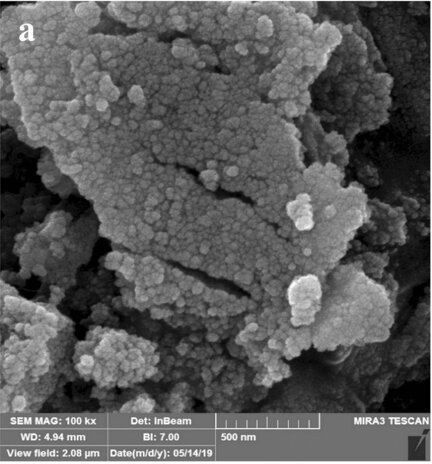 a
SEM MAG: 100 kx Det: InBeam MIRA3 TESCAN
WD: 4.94 mm BI: 7.00 500 nm
View field: 2.08 µm Date(m/d/y): 05/14/19